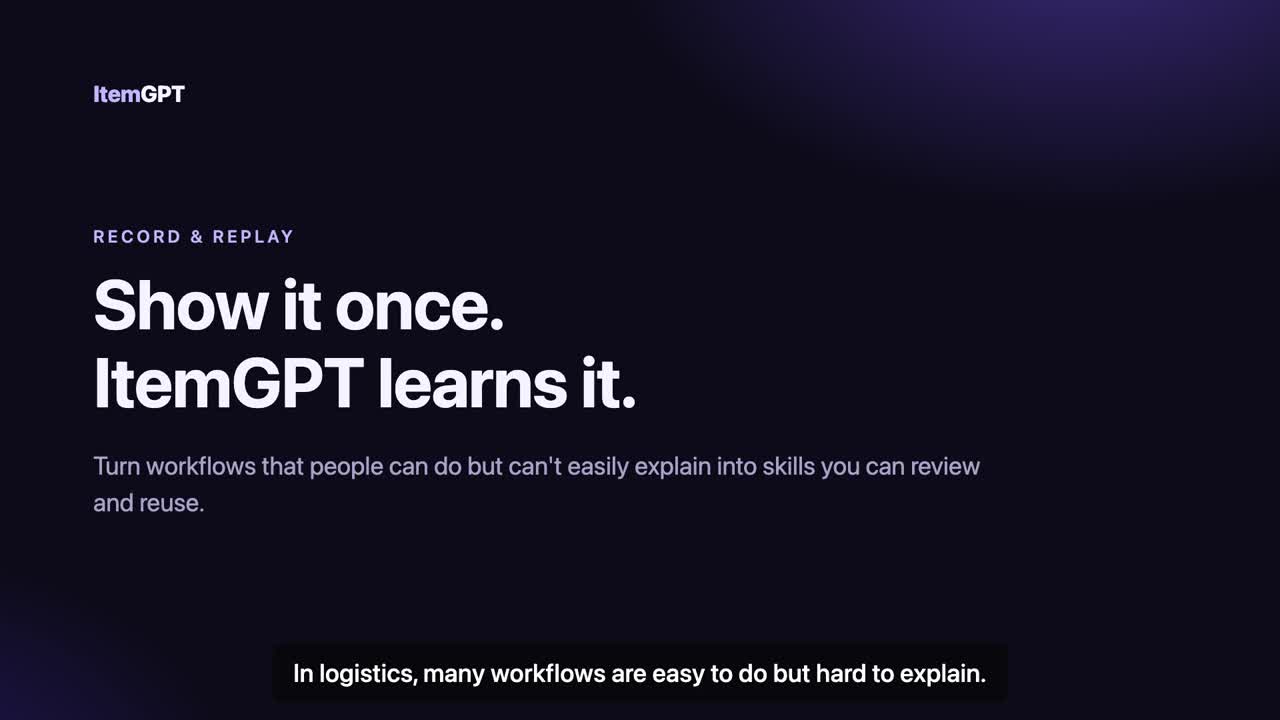 ItemGPT
RECORD & REPLAY
Show it once.
ItemGPT learns it.
Turn workflows that people can do but can't easily explain into skills you can review
and reuse.
In logistics, many workflows are easy to do but hard to explain.